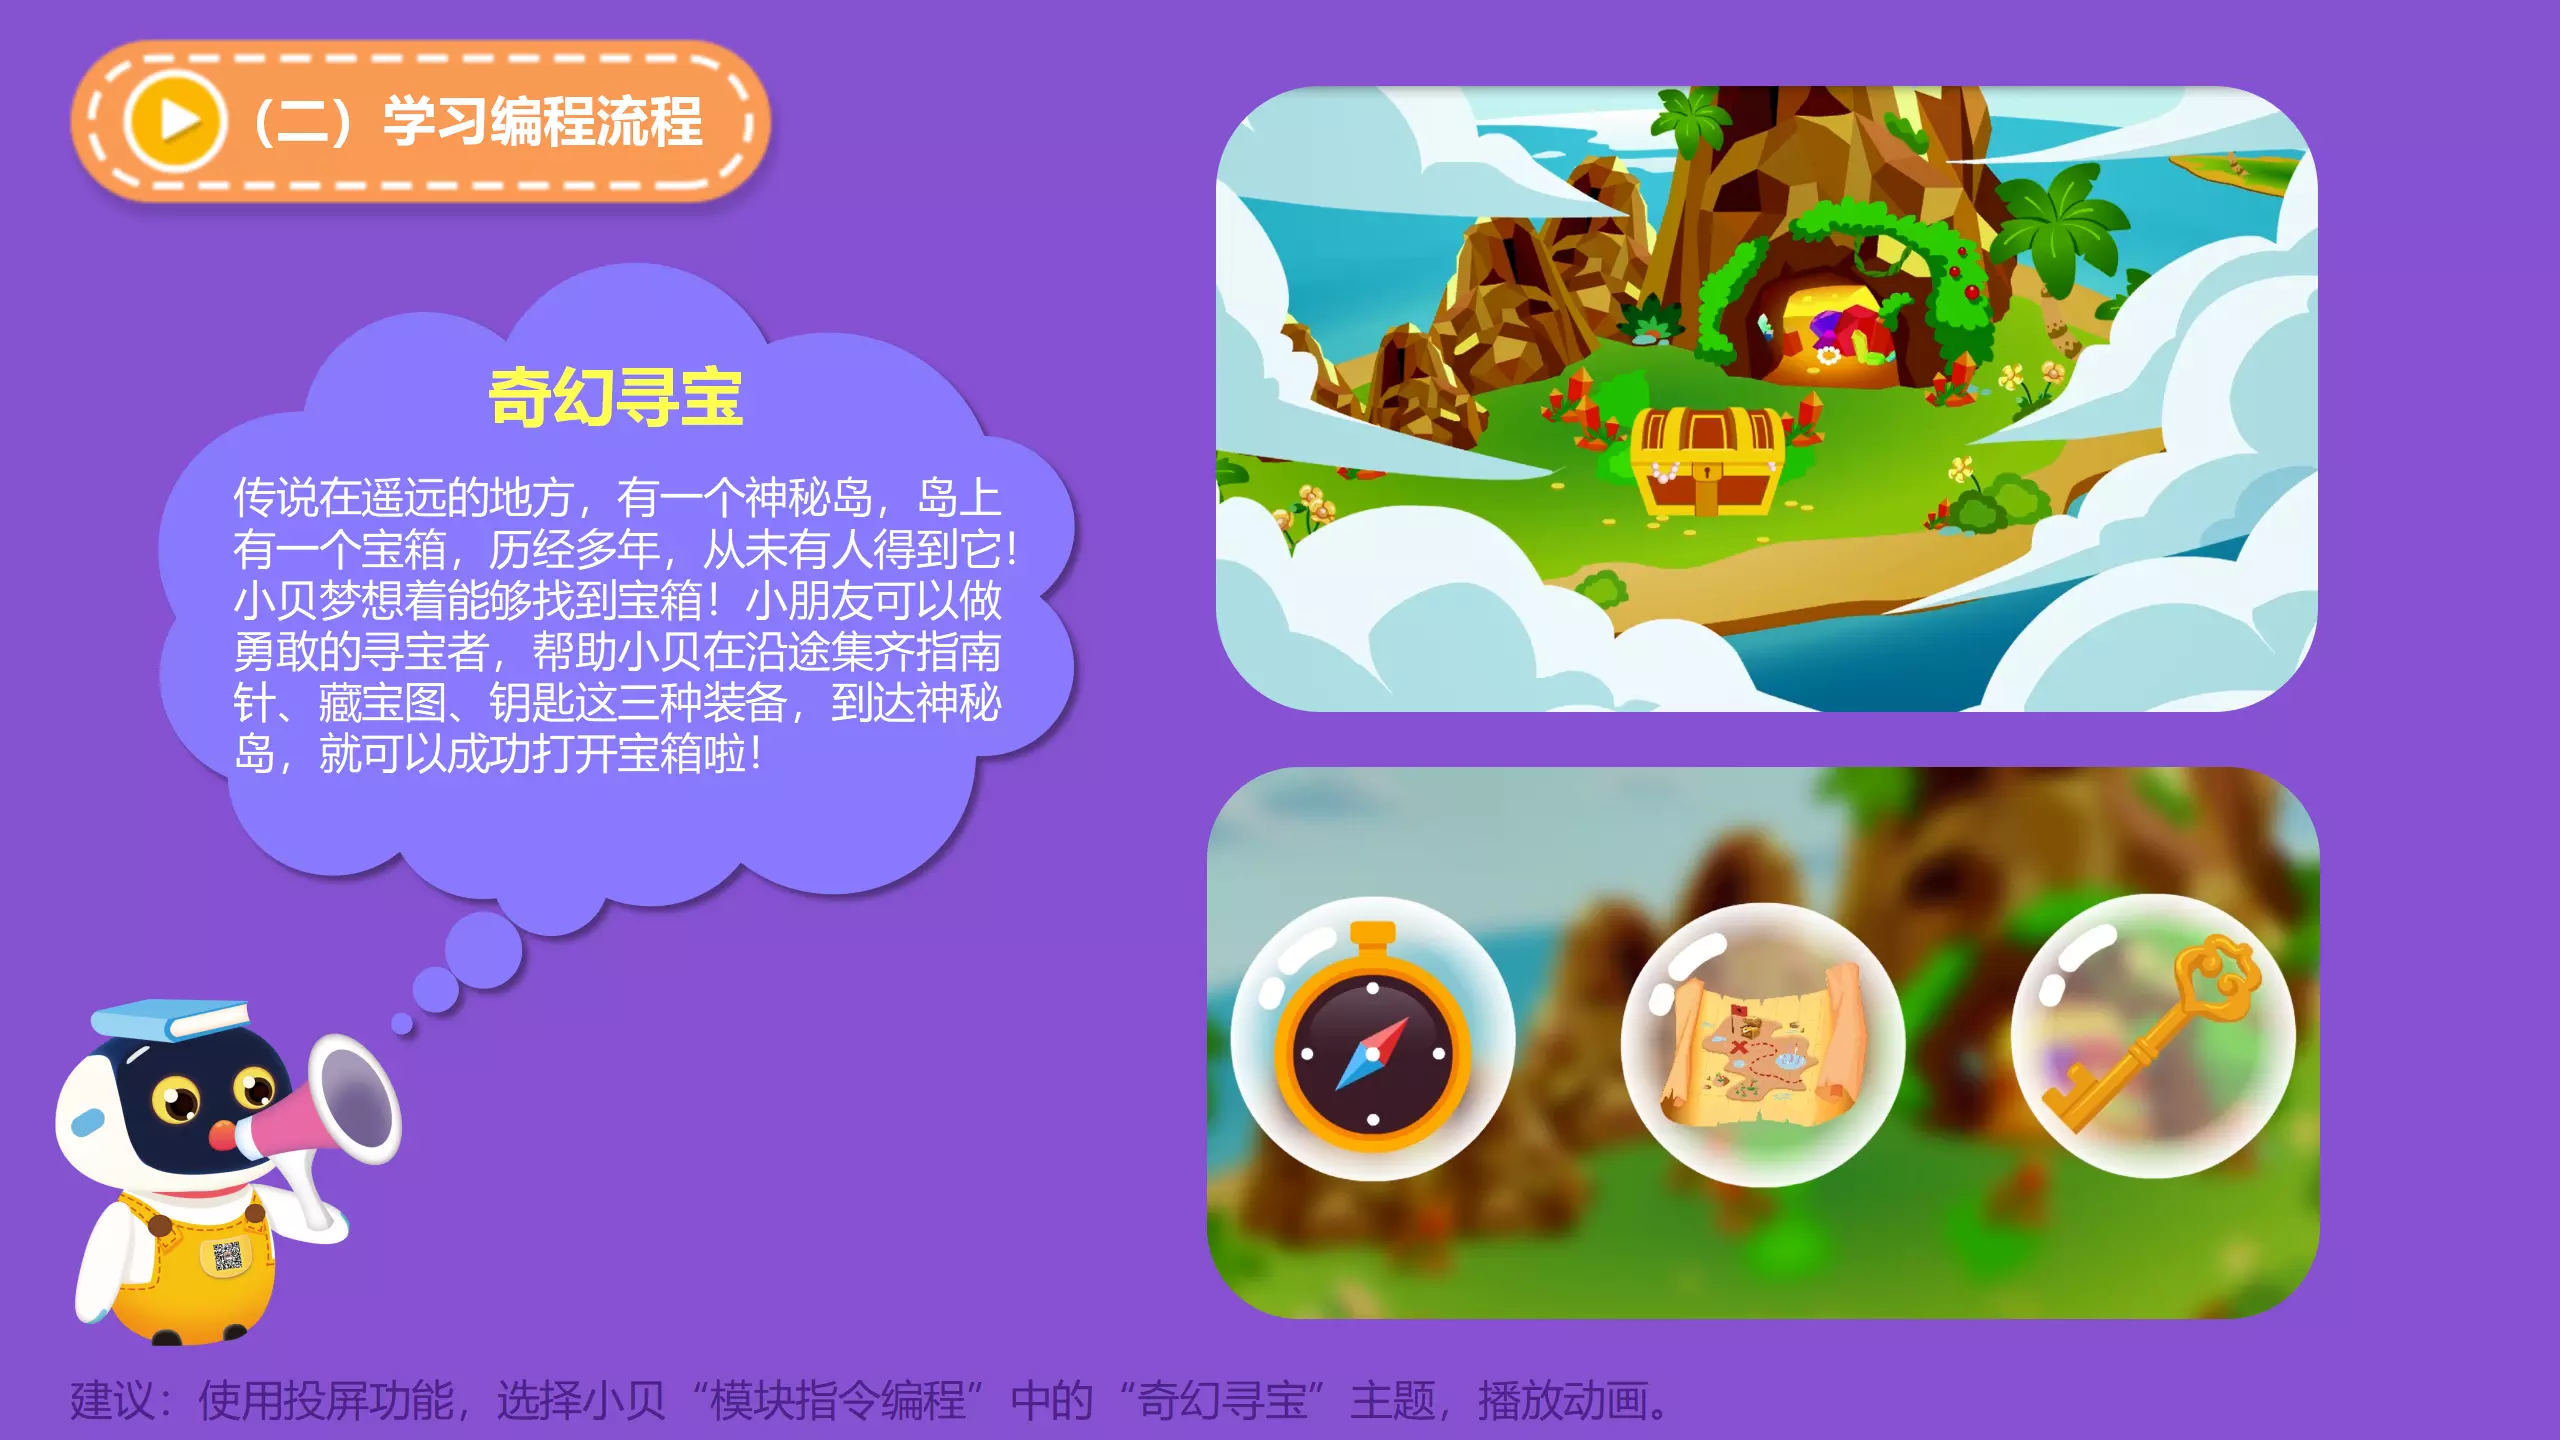 （二）学习编程流程
奇幻寻宝
传说在遥远的地方，有一个神秘岛，岛上
有一个宝箱，历经多年，从未有人得到它！
小贝梦想着能够找到宝箱！小朋友可以做
勇敢的寻宝者，帮助小贝在沿途集齐指南
针、藏宝图、钥匙这三种装备，到达神秘
岛，就可以成功打开宝箱啦！
建议：使用投屏功能，选择小贝“模块指令编程”中的“奇幻寻宝”主题，播放动画。